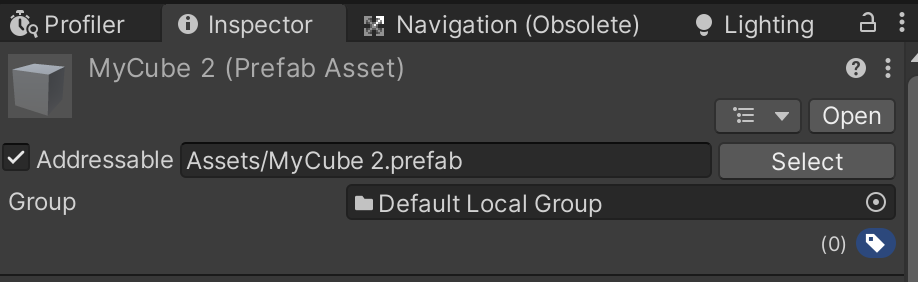 Profiler Inspector Navigation (Obsolete) Lighting
MyCube 2 (Prefab Asset)
Open
Addressable Assets/MyCube 2.prefab Select
Group Default Local Group
(0)